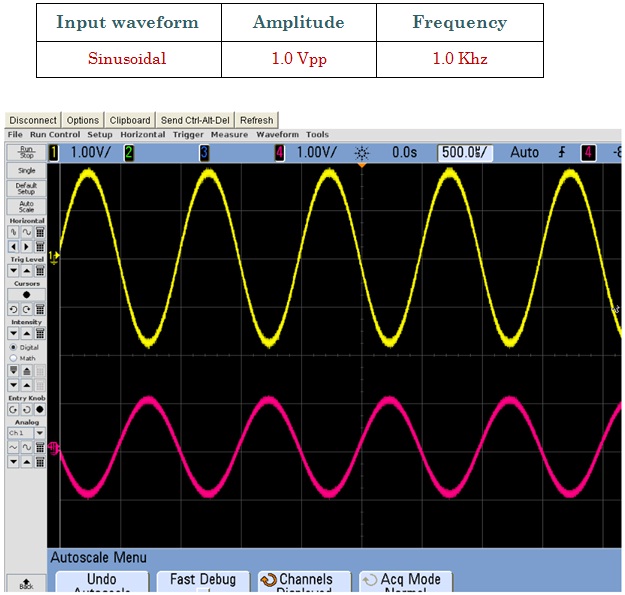 Input waveform Amplitude Frequency
Sinusoidal 1.0 Vpp 1.0 Khz
Disconnect Options Clipboard Send Ctrl-Alt-Del Refresh
File Run Control Setup Horizontal Trigger Measure Waveform Tools
Run
Stop
1 1.00V/ 2 3 4 1.00V/ 0.0s 500.0us/ Auto 4
Single
Default
Setup
Auto
Scale
Horizontal
Trig Level
Cursors
Intensity
Digital
Math
Entry Knob
Analog
Ch 1
Back
Autoscale Menu
Undo Fast Debug Channels Acq Mode
Autoscale Displayed Normal